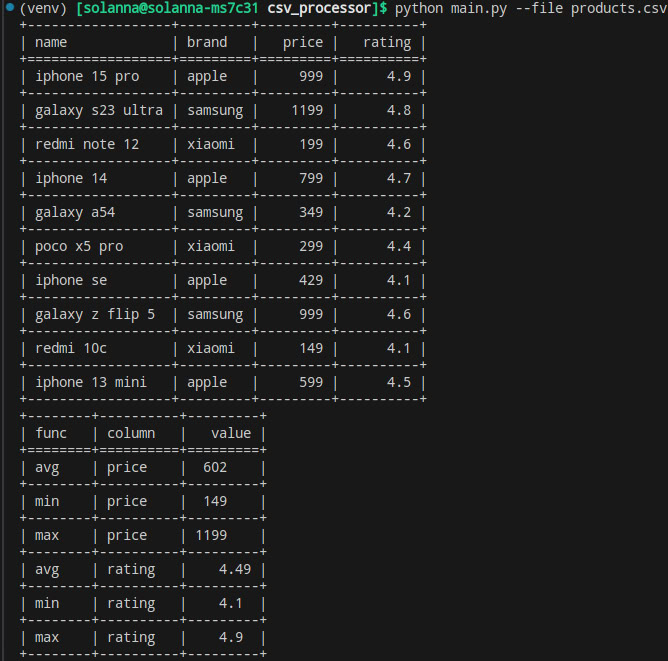 (venv) [solanna@solanna-ms7c31 csv_processor]$ python main.py --file products.csv
+-----------------+---------+---------+----------+
| name            | brand   |   price |   rating |
+=================+=========+=========+==========+
| iphone 15 pro   | apple   |     999 |      4.9 |
+-----------------+---------+---------+----------+
| galaxy s23 ultra | samsung |    1199 |      4.8 |
+-----------------+---------+---------+----------+
| redmi note 12   | xiaomi  |     199 |      4.6 |
+-----------------+---------+---------+----------+
| iphone 14       | apple   |     799 |      4.7 |
+-----------------+---------+---------+----------+
| galaxy a54      | samsung |     349 |      4.2 |
+-----------------+---------+---------+----------+
| poco x5 pro     | xiaomi  |     299 |      4.4 |
+-----------------+---------+---------+----------+
| iphone se       | apple   |     429 |      4.1 |
+-----------------+---------+---------+----------+
| galaxy z flip 5 | samsung |     999 |      4.6 |
+-----------------+---------+---------+----------+
| redmi 10c       | xiaomi  |     149 |      4.1 |
+-----------------+---------+---------+----------+
| iphone 13 mini  | apple   |     599 |      4.5 |
+-----------------+---------+---------+----------+
+--------+----------+---------+
| func   | column   |   value |
+========+==========+=========+
| avg    | price    |  602    |
+--------+----------+---------+
| min    | price    |  149    |
+--------+----------+---------+
| max    | price    | 1199    |
+--------+----------+---------+
| avg    | rating   |    4.49 |
+--------+----------+---------+
| min    | rating   |    4.1  |
+--------+----------+---------+
| max    | rating   |    4.9  |
+--------+----------+---------+